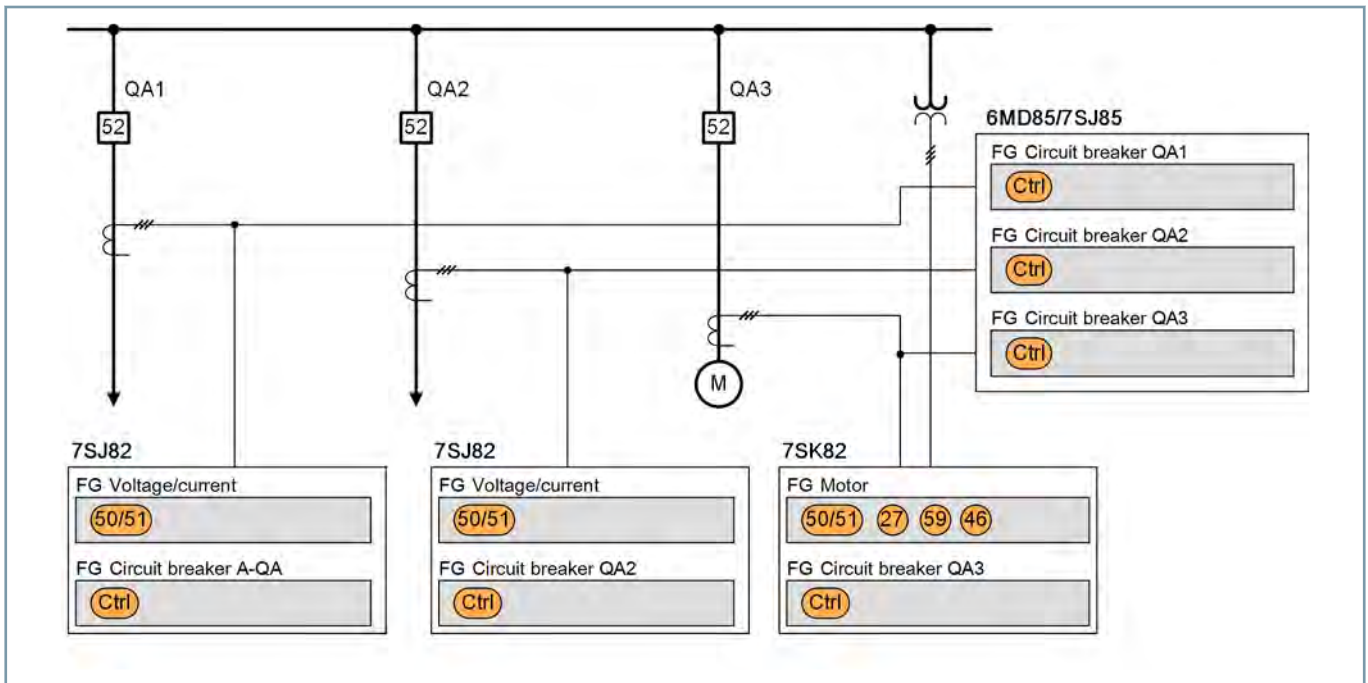 QA1
QA2
QA3
52
52
52
M
6MD85/7SJ85
FG Circuit breaker QA1
Ctrl
FG Circuit breaker QA2
Ctrl
FG Circuit breaker QA3
Ctrl
7SJ82
FG Voltage/current
50/51
FG Circuit breaker A-QA
Ctrl
7SJ82
FG Voltage/current
50/51
FG Circuit breaker QA2
Ctrl
7SK82
FG Motor
50/51 27 59 46
FG Circuit breaker QA3
Ctrl